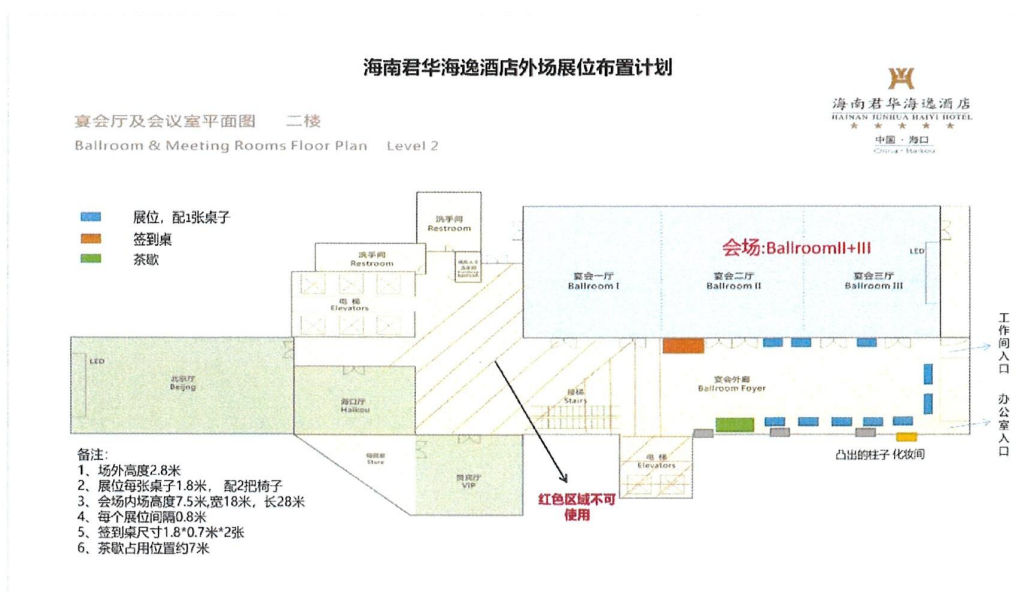 海南君华海逸酒店外场展位布置计划
海南君华海逸酒店
HAINAN JUNHUA HAIYI HOTEL
中国·海口
China·Haikou
宴会厅及会议室平面图 二楼
Ballroom & Meeting Rooms Floor Plan Level 2
展位，配1张桌子
签到桌
茶歇
洗手间
Restroom
洗手间
Restroom
电梯
Elevators
会场:BallroomII+III
LED
宴会一厅
Ballroom I
宴会二厅
Ballroom II
宴会三厅
Ballroom III
工作间入口
LED
北京厅
Beijng
海口厅
Haikou
楼梯
Stairs
宴会外廊
Ballroom Foyer
办公室入口
Store
贵宾厅
VIP
电梯
Elevators
凸出的柱子 化妆间
红色区域不可
使用
备注：
1、场外高度2.8米
2、展位每张桌子1.8米， 配2把椅子
3、会场内场高度7.5米,宽18米，长28米
4、每个展位间隔0.8米
5、签到桌尺寸1.8*0.7米*2张
6、茶歇占用位置约7米